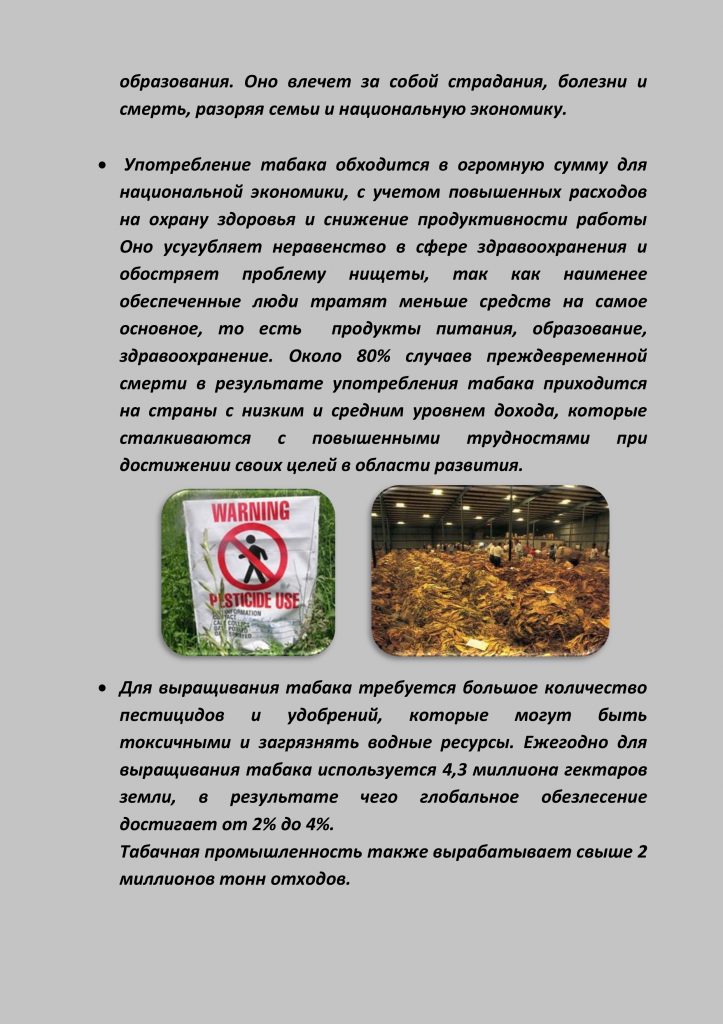 образования. Оно влечет за собой страдания, болезни и
смерть, разоряя семьи и национальную экономику.
• Употребление табака обходится в огромную сумму для
национальной экономики, с учетом повышенных расходов
на охрану здоровья и снижение продуктивности работы
Оно усугубляет неравенство в сфере здравоохранения и
обостряет проблему нищеты, так как наименее
обеспеченные люди тратят меньше средств на самое
основное, то есть продукты питания, образование,
здравоохранение. Около 80% случаев преждевременной
смерти в результате употребления табака приходится
на страны с низким и средним уровнем дохода, которые
сталкиваются с повышенными трудностями при
достижении своих целей в области развития.
WARNING
PESTICIDE USE
INFORMATION
• Для выращивания табака требуется большое количество
пестицидов и удобрений, которые могут быть
токсичными и загрязнять водные ресурсы. Ежегодно для
выращивания табака используется 4,3 миллиона гектаров
земли, в результате чего глобальное обезлесение
достигает от 2% до 4%.
Табачная промышленность также вырабатывает свыше 2
миллионов тонн отходов.